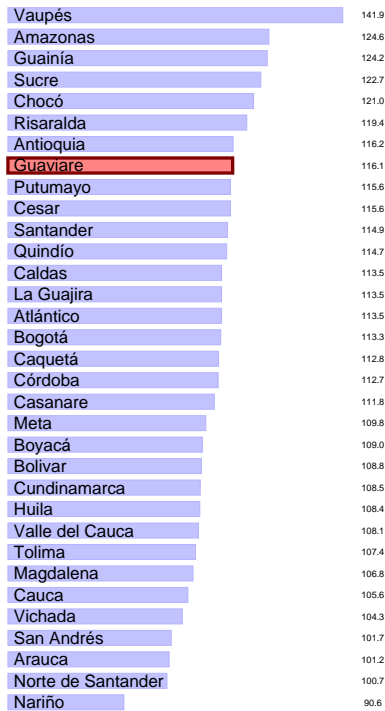 Vaupés 141.9
Amazonas 124.6
Guainía 124.2
Sucre 122.7
Chocó 121.0
Risaralda 119.4
Antioquia 116.2
Guaviare 116.1
Putumayo 115.6
Cesar 115.6
Santander 114.9
Quindío 114.7
Caldas 113.5
La Guajira 113.5
Atlántico 113.5
Bogotá 113.3
Caquetá 112.8
Córdoba 112.7
Casanare 111.8
Meta 109.8
Boyacá 109.0
Bolivar 108.8
Cundinamarca 108.5
Huila 108.4
Valle del Cauca 108.1
Tolima 107.4
Magdalena 106.8
Cauca 105.6
Vichada 104.3
San Andrés 101.7
Arauca 101.2
Norte de Santander 100.7
Nariño 90.6